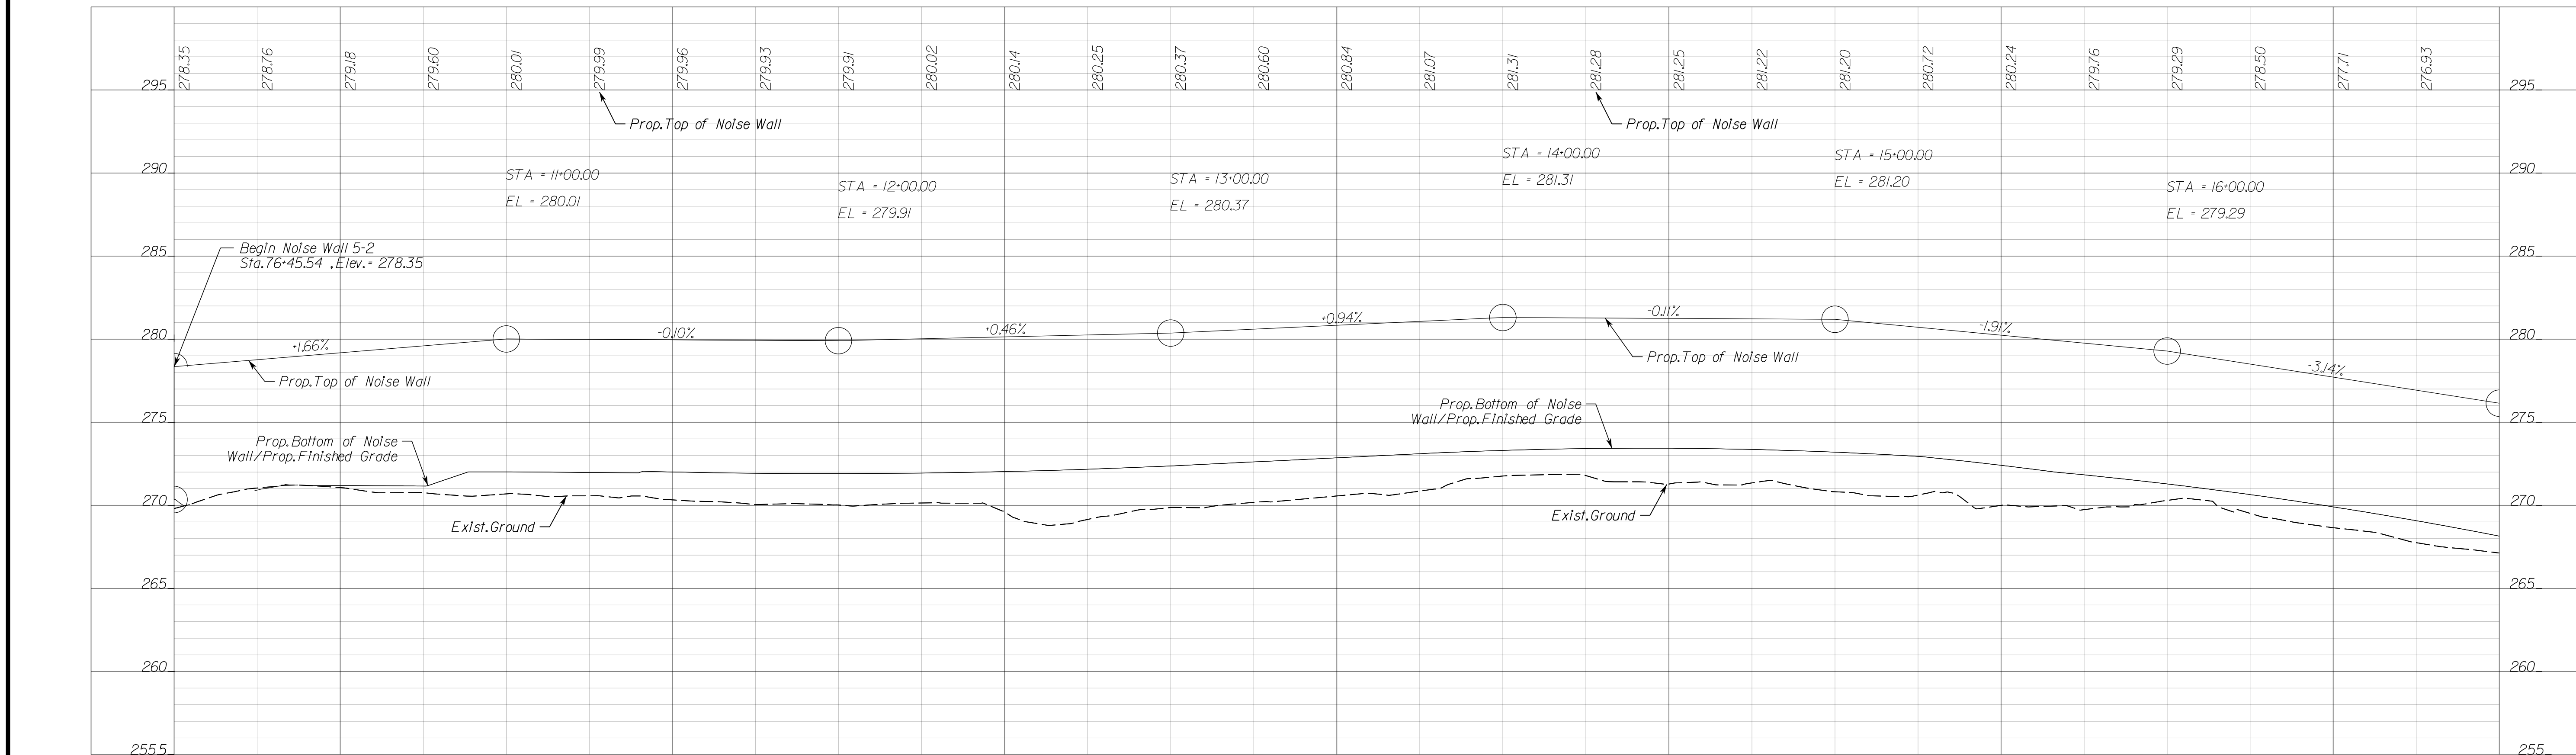 278.35 278.76 279.18 279.60 280.01 279.99 279.96 279.93 279.91 280.02 280.14 280.25 280.37 280.60 280.84 281.07 281.31 281.28 281.25 281.22 281.20 280.72 280.24 279.76 279.29 278.50 277.71 276.93
295 295
Prop. Top of Noise Wall
Prop. Top of Noise Wall
290 290
STA = 11+00.00
EL = 280.01
STA = 12+00.00
EL = 279.91
STA = 13+00.00
EL = 280.37
STA = 14+00.00
EL = 281.31
STA = 15+00.00
EL = 281.20
STA = 16+00.00
EL = 279.29
Begin Noise Wall 5-2
Sta. 76+45.54 , Elev. = 278.35
285 285
280 280
+1.66%
-0.10%
+0.46%
+0.94%
-0.11%
-1.91%
-3.14%
Prop. Top of Noise Wall
Prop. Top of Noise Wall
275 275
Prop. Bottom of Noise
Wall/Prop. Finished Grade
Prop. Bottom of Noise
Wall/Prop. Finished Grade
270 270
Exist. Ground
Exist. Ground
265 265
260 260
255.5 255